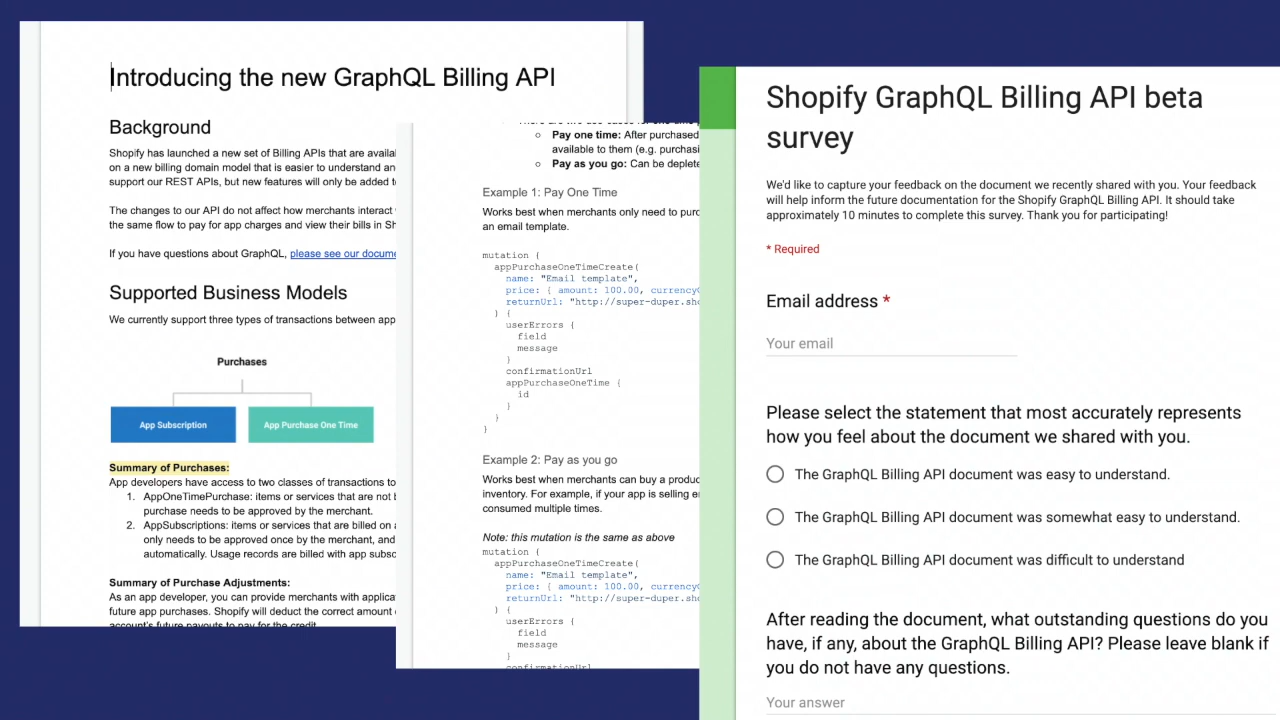 Introducing the new GraphQL Billing API
Background
Shopify has launched a new set of Billing APIs that are
on a new billing domain model that is easier to understand
support our REST APIs, but new features will only be added
The changes to our API do not affect how merchants interact
the same flow to pay for app charges and view their bills in
If you have questions about GraphQL, please see our
Supported Business Models
We currently support three types of transactions between
Purchases
App Subscription
App Purchase One Time
Summary of Purchases:
App developers have access to two classes of transactions to
1. AppOneTimePurchase: items or services that are not
purchase needs to be approved by the merchant.
2. AppSubscriptions: items or services that are billed on
only needs to be approved once by the merchant, and
automatically. Usage records are billed with app
Summary of Purchase Adjustments:
As an app developer, you can provide merchants with
future app purchases. Shopify will deduct the correct amount
account's future payouts to pay for the credit.
○ Pay one time: After purchased
available to them (e.g.
○ Pay as you go: Can be
Example 1: Pay One Time
Works best when merchants only need to
an email template.
mutation {
appPurchaseOneTimeCreate(
name: "Email template",
price: { amount: 100.00,
returnUrl: "http://super-duper.
) {
userErrors {
field
message
}
confirmationUrl
appPurchaseOneTime {
id
}
}
}
Example 2: Pay as you go
Works best when merchants can buy a
inventory. For example, if your app is selling
consumed multiple times.
Note: this mutation is the same as above
mutation {
appPurchaseOneTimeCreate(
name: "Email template",
price: { amount: 100.00,
returnUrl: "http://super-duper.
) {
userErrors {
field
message
}
confirmationUrl
Shopify GraphQL Billing API beta
survey
We'd like to capture your feedback on the document we recently shared with you. Your feedback
will help inform the future documentation for the Shopify GraphQL Billing API. It should take
approximately 10 minutes to complete this survey. Thank you for participating!
* Required
Email address *
Your email
Please select the statement that most accurately represents
how you feel about the document we shared with you.
The GraphQL Billing API document was easy to understand.
The GraphQL Billing API document was somewhat easy to understand.
The GraphQL Billing API document was difficult to understand
After reading the document, what outstanding questions do you
have, if any, about the GraphQL Billing API? Please leave blank if
you do not have any questions.
Your answer